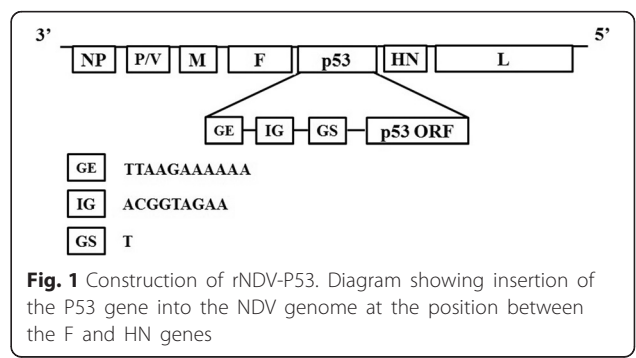 3’ 5’
NP P/V M F p53 HN L
GE IG GS p53 ORF
GE TTAAGAAAAAA
IG ACGGTAGAA
GS T
Fig. 1 Construction of rNDV-P53. Diagram showing insertion of
the P53 gene into the NDV genome at the position between
the F and HN genes